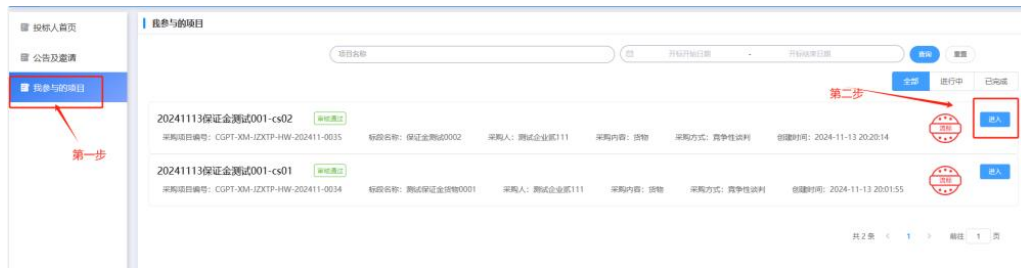 投标人首页
公告及邀请
我参与的项目
第一步
我参与的项目
项目名称 开标开始日期 - 开标结束日期 查询 重置
全部 进行中 已完成
第二步
20241113保证金测试001-cs02 审核通过
采购项目编号：CGPT-XM-JZXTP-HW-202411-0035 标段名称：保证金测试0002 采购人：测试企业贰111 采购内容：货物 采购方式：竞争性谈判 创建时间：2024-11-13 20:20:14
流标 进入
20241113保证金测试001-cs01 审核通过
采购项目编号：CGPT-XM-JZXTP-HW-202411-0034 标段名称：测试保证金货物0001 采购人：测试企业贰111 采购内容：货物 采购方式：竞争性谈判 创建时间：2024-11-13 20:01:55
流标 进入
共2条 < 1 > 前往 1 页